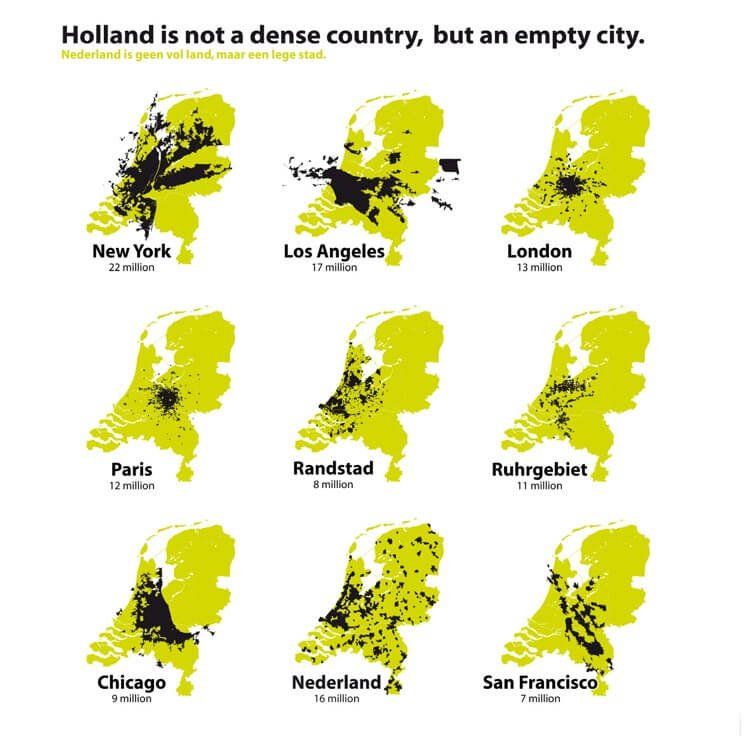 Holland is not a dense country, but an empty city.
Nederland is geen vol land, maar een lege stad.
New York
22 million
Los Angeles
17 million
London
13 million
Paris
12 million
Randstad
8 million
Ruhrgebiet
11 million
Chicago
9 million
Nederland
16 million
San Francisco
7 million